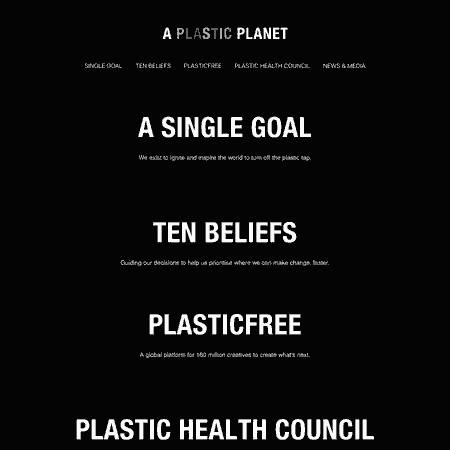 A PLASTIC PLANET
SINGLE GOAL TEN BELIEFS PLASTICFREE PLASTIC HEALTH COUNCIL NEWS & MEDIA
A SINGLE GOAL
We exist to ignite and inspire the world to turn off the plastic tap.
TEN BELIEFS
Guiding our decisions to help us prioritise where we can make change, faster.
PLASTICFREE
A global platform for 160 million creatives to create what's next.
PLASTIC HEALTH COUNCIL